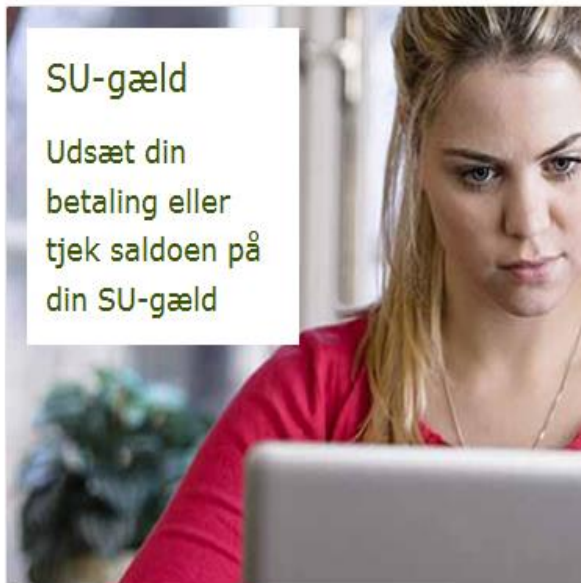 SU-gæld
Udsæt din
betaling eller
tjek saldoen på
din SU-gæld